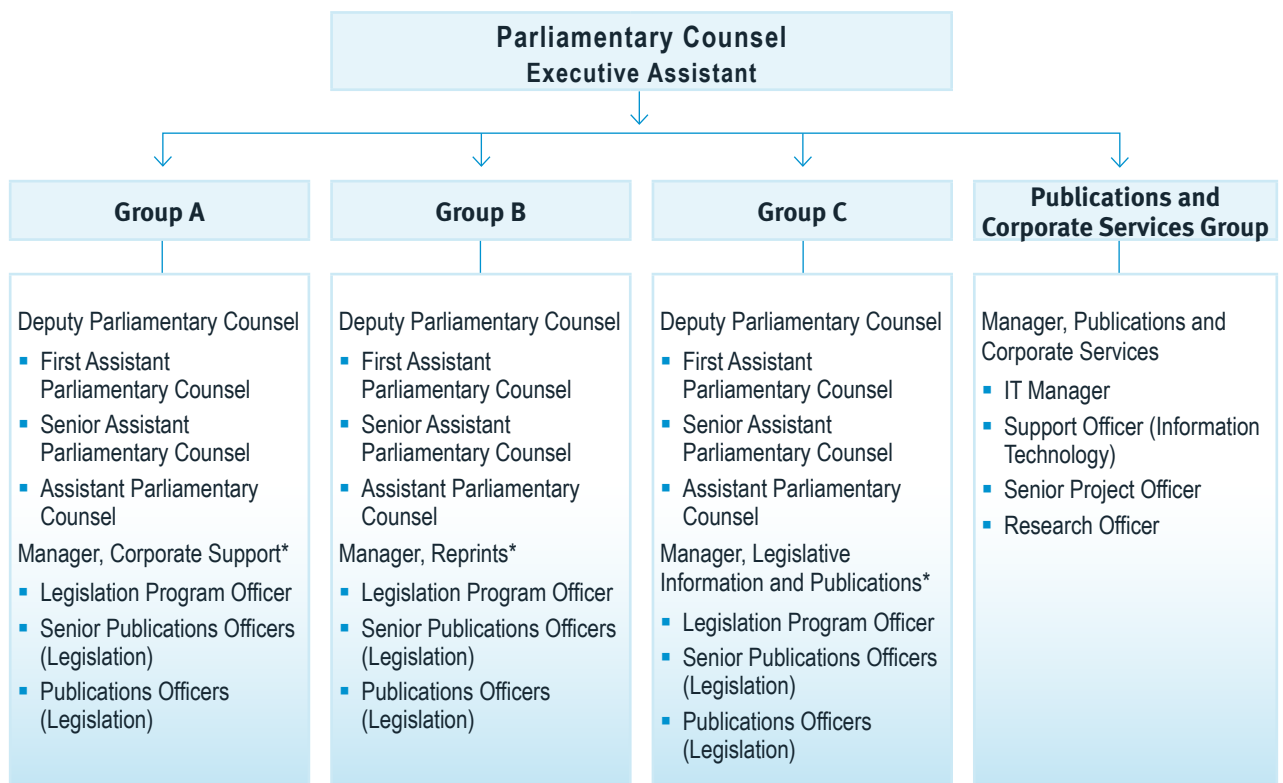 Parliamentary Counsel
Executive Assistant
Group A
Deputy Parliamentary Counsel
▪ First Assistant
Parliamentary Counsel
▪ Senior Assistant
Parliamentary Counsel
▪ Assistant Parliamentary
Counsel
Manager, Corporate Support*
▪ Legislation Program Officer
▪ Senior Publications Officers
(Legislation)
▪ Publications Officers
(Legislation)
Group B
Deputy Parliamentary Counsel
▪ First Assistant
Parliamentary Counsel
▪ Senior Assistant
Parliamentary Counsel
▪ Assistant Parliamentary
Counsel
Manager, Reprints*
▪ Legislation Program Officer
▪ Senior Publications Officers
(Legislation)
▪ Publications Officers
(Legislation)
Group C
Deputy Parliamentary Counsel
▪ First Assistant
Parliamentary Counsel
▪ Senior Assistant
Parliamentary Counsel
▪ Assistant Parliamentary
Counsel
Manager, Legislative
Information and Publications*
▪ Legislation Program Officer
▪ Senior Publications Officers
(Legislation)
▪ Publications Officers
(Legislation)
Publications and
Corporate Services Group
Manager, Publications and
Corporate Services
▪ IT Manager
▪ Support Officer (Information
Technology)
▪ Senior Project Officer
▪ Research Officer